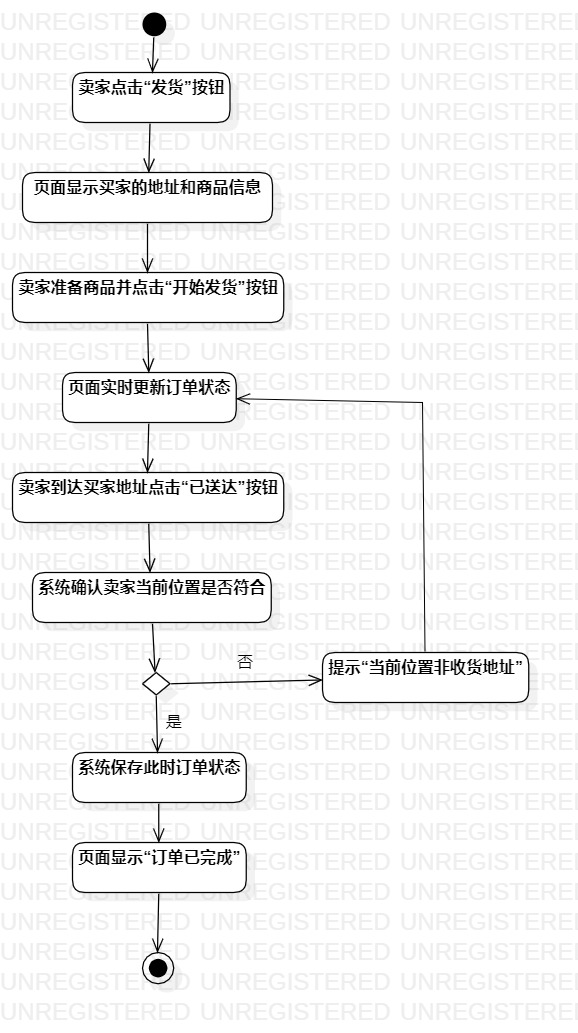 卖家点击“发货”按钮
页面显示买家的地址和商品信息
卖家准备商品并点击“开始发货”按钮
页面实时更新订单状态
卖家到达买家地址点击“已送达”按钮
系统确认卖家当前位置是否符合
否
提示“当前位置非收货地址”
是
系统保存此时订单状态
页面显示“订单已完成”
UNREGISTERED